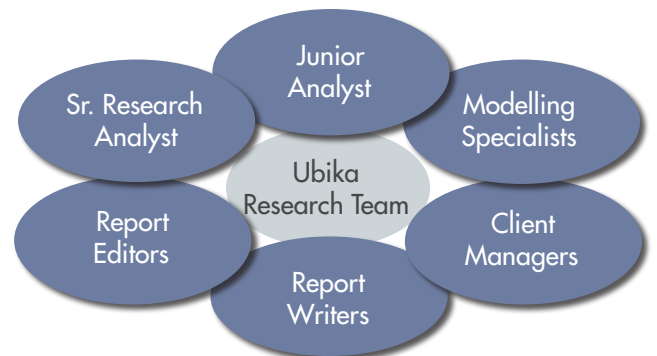 Junior
Analyst
Sr. Research
Analyst
Modelling
Specialists
Ubika
Research Team
Report
Editors
Client
Managers
Report
Writers